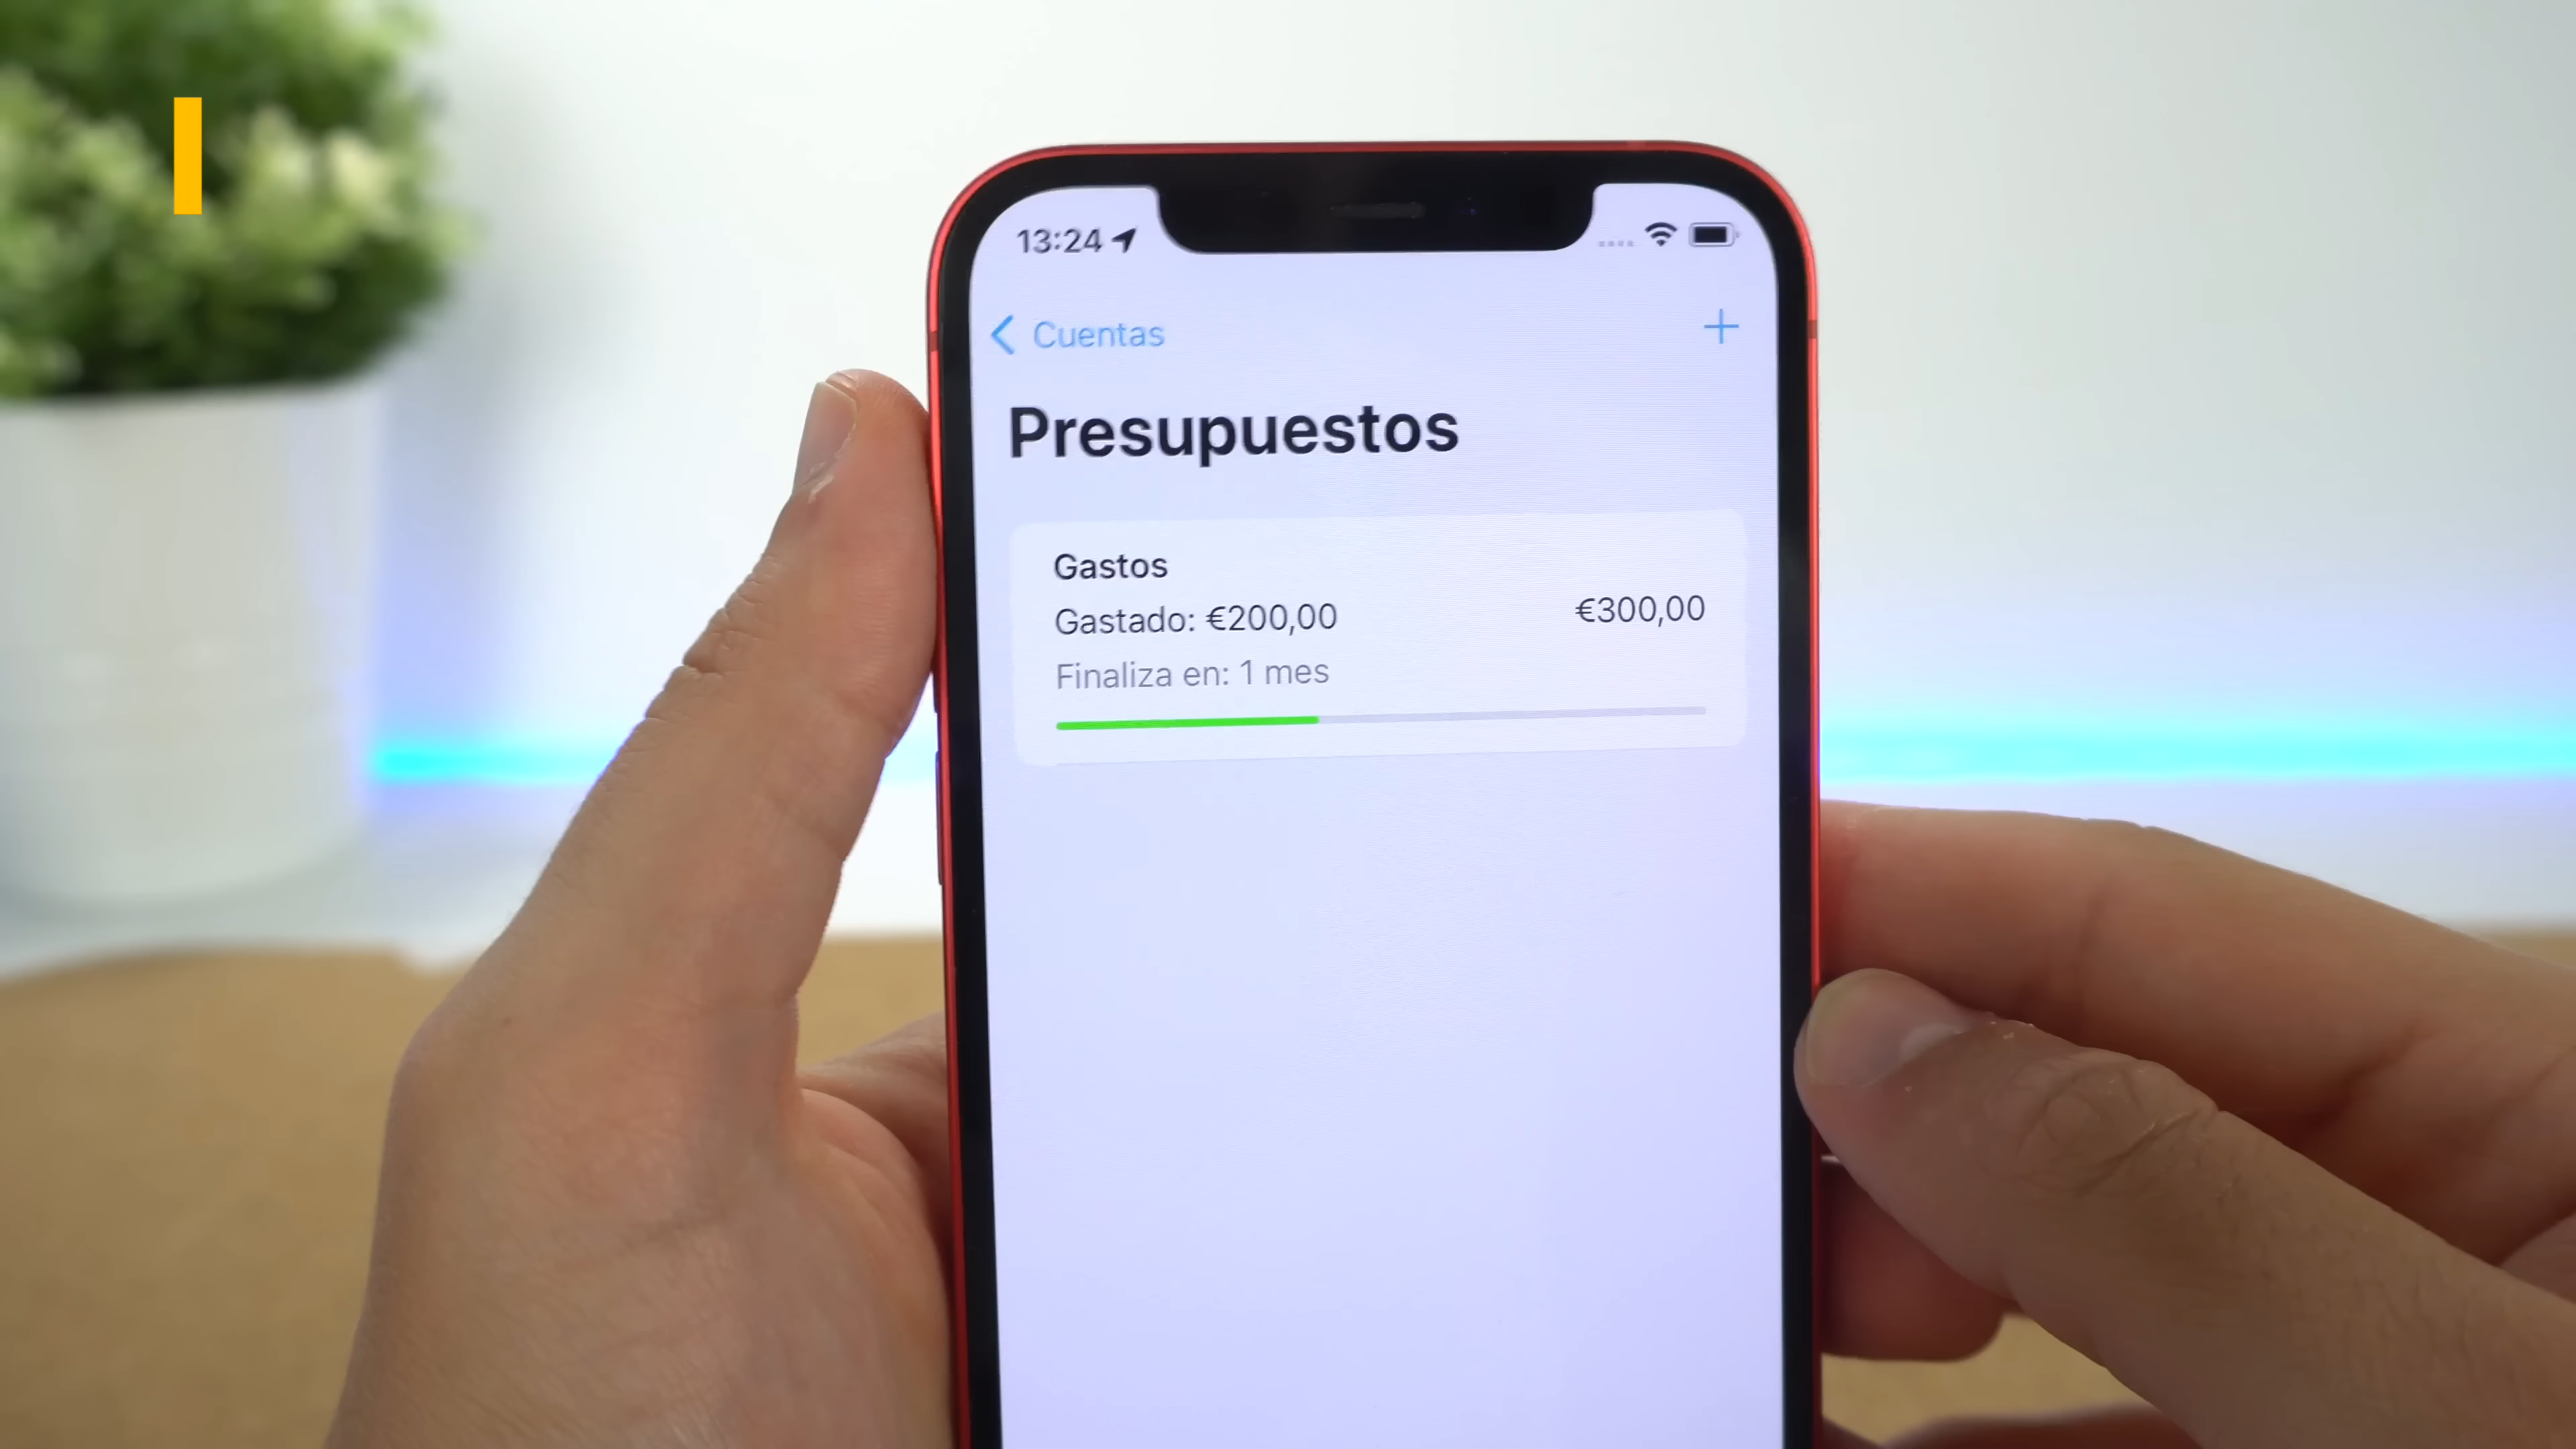 13:24
Cuentas
Presupuestos
Gastos
Gastado: €200,00
€300,00
Finaliza en: 1 mes